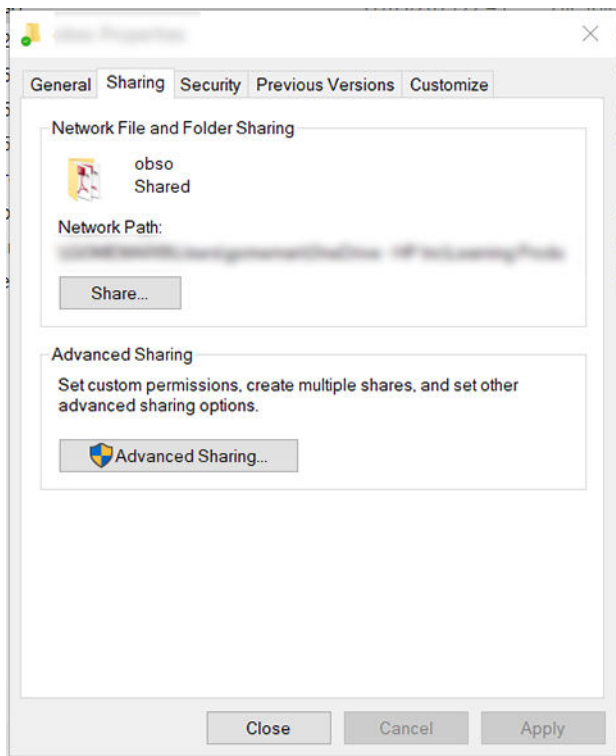 General Sharing Security Previous Versions Customize
Network File and Folder Sharing
obso
Shared
Network Path:
Share...
Advanced Sharing
Set custom permissions, create multiple shares, and set other
advanced sharing options.
Advanced Sharing...
Close Cancel Apply